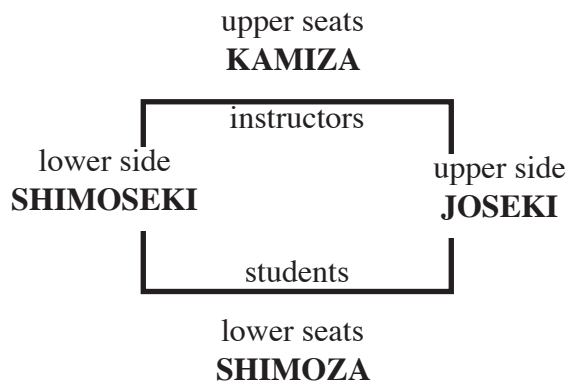 upper seats
KAMIZA
instructors
lower side
SHIMOSEKI
upper side
JOSEKI
students
lower seats
SHIMOZA